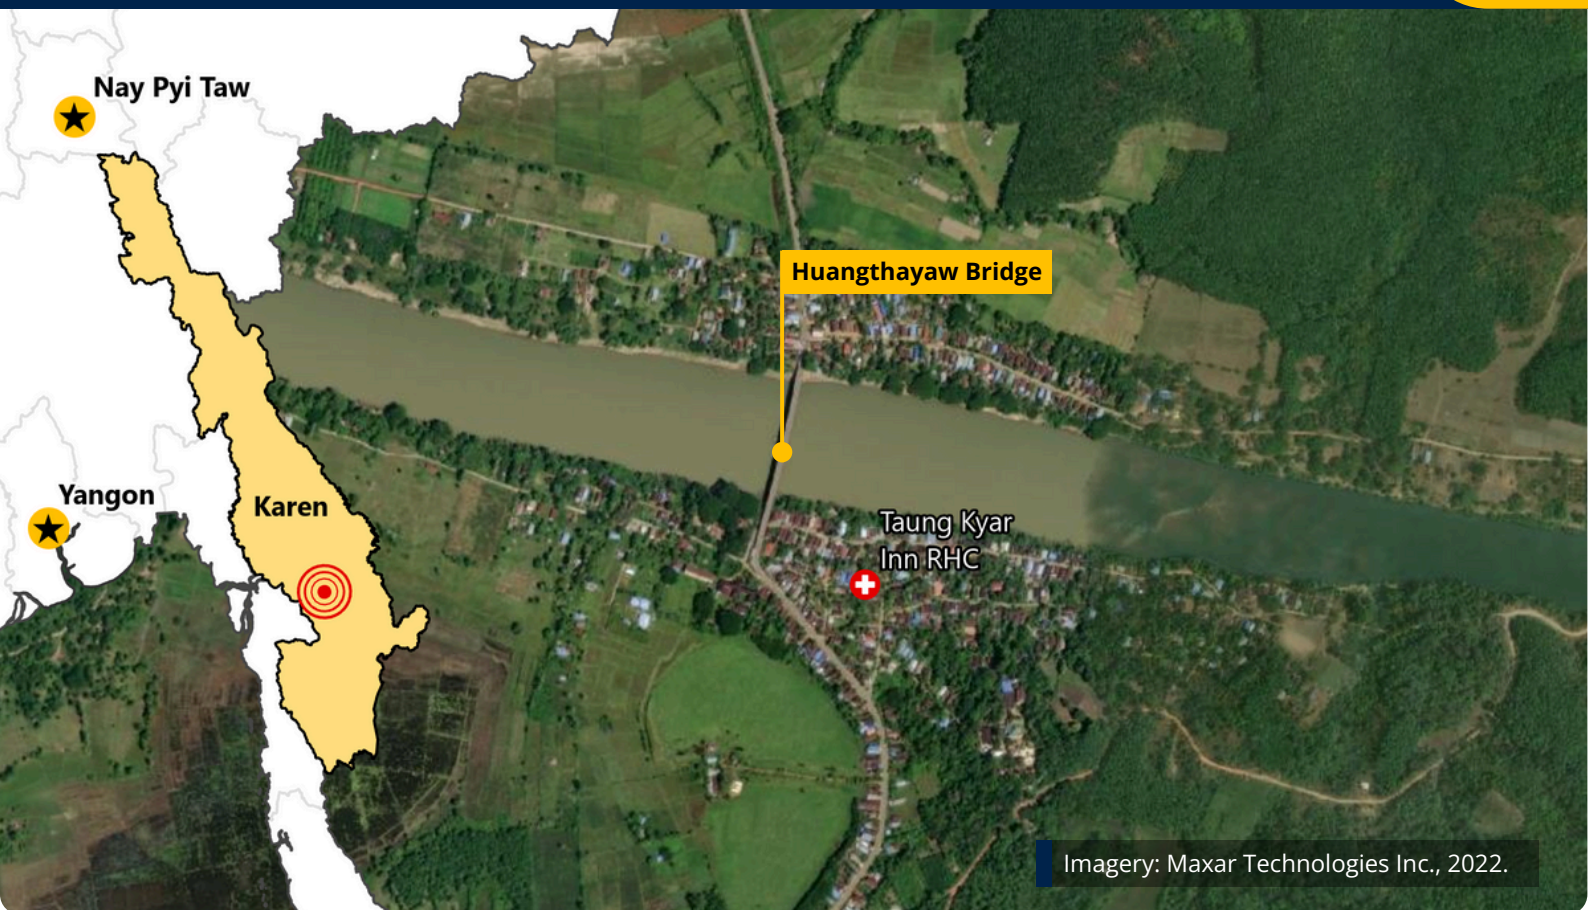 Nay Pyi Taw
Huangthayaw Bridge
Yangon
Karen
Taung Kyar
Inn RHC
Imagery: Maxar Technologies Inc., 2022.